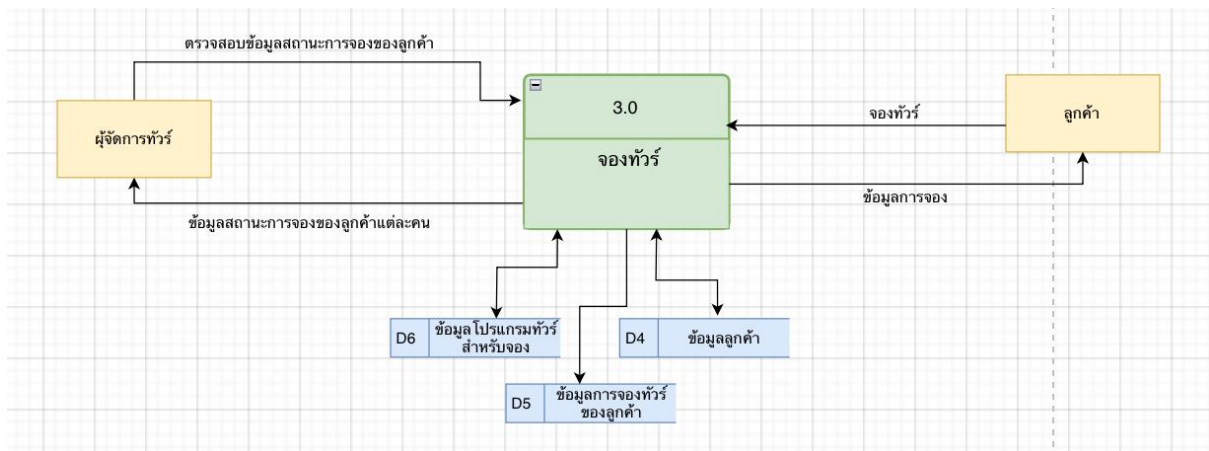 ตรวจสอบข้อมูลสถานะการจองของลูกค้า
ผู้จัดการทัวร์
3.0
จองทัวร์
จองทัวร์
ลูกค้า
ข้อมูลการจอง
ข้อมูลสถานะการจองของลูกค้าแต่ละคน
D6
ข้อมูลโปรแกรมทัวร์
สำหรับจอง
D4
ข้อมูลลูกค้า
D5
ข้อมูลการจองทัวร์
ของลูกค้า